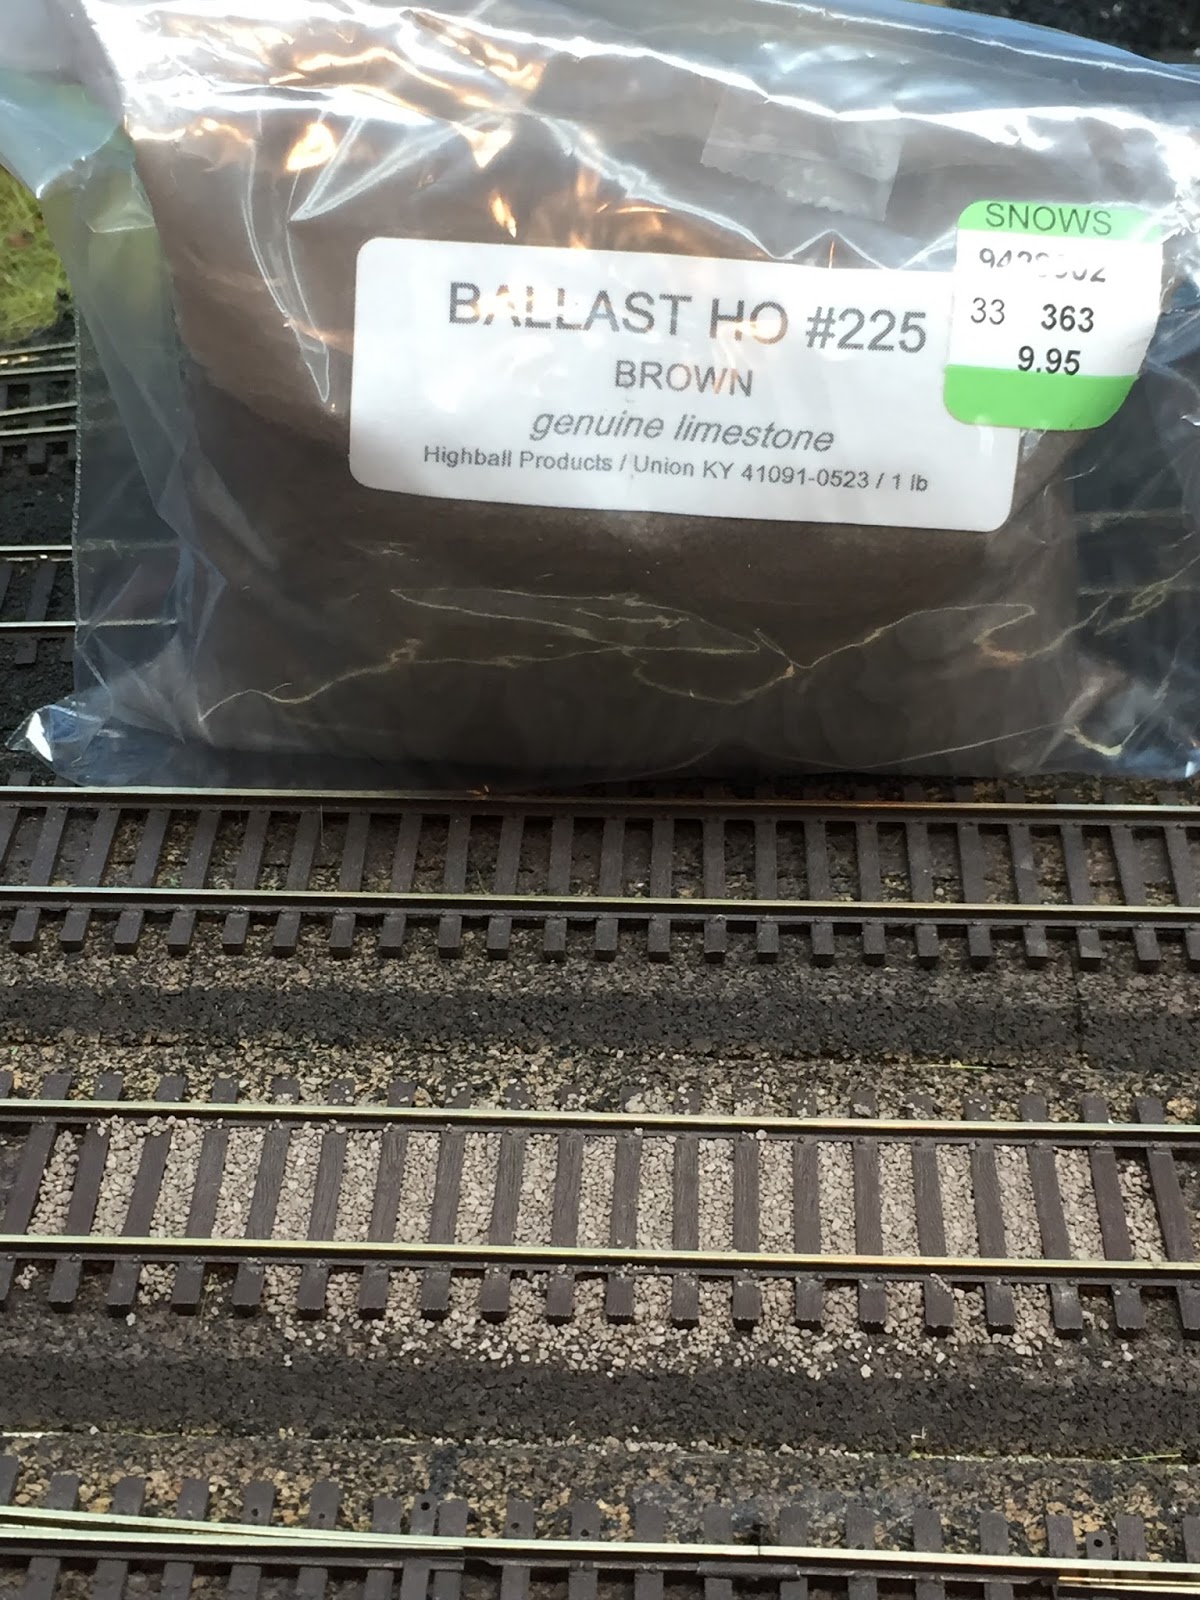 SNOWS
33 363
9.95
BALLAST HO #225
BROWN
genuine limestone
Highball Products / Union KY 41091-0523 / 1 lb